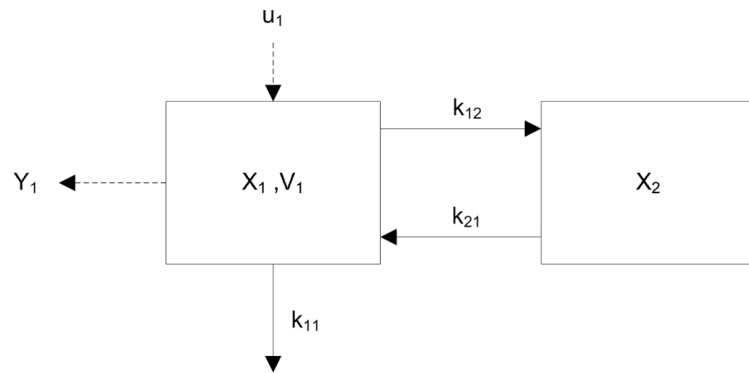 u₁
k₁₂
Y₁
X₁ ,V₁
X₂
k₂₁
k₁₁